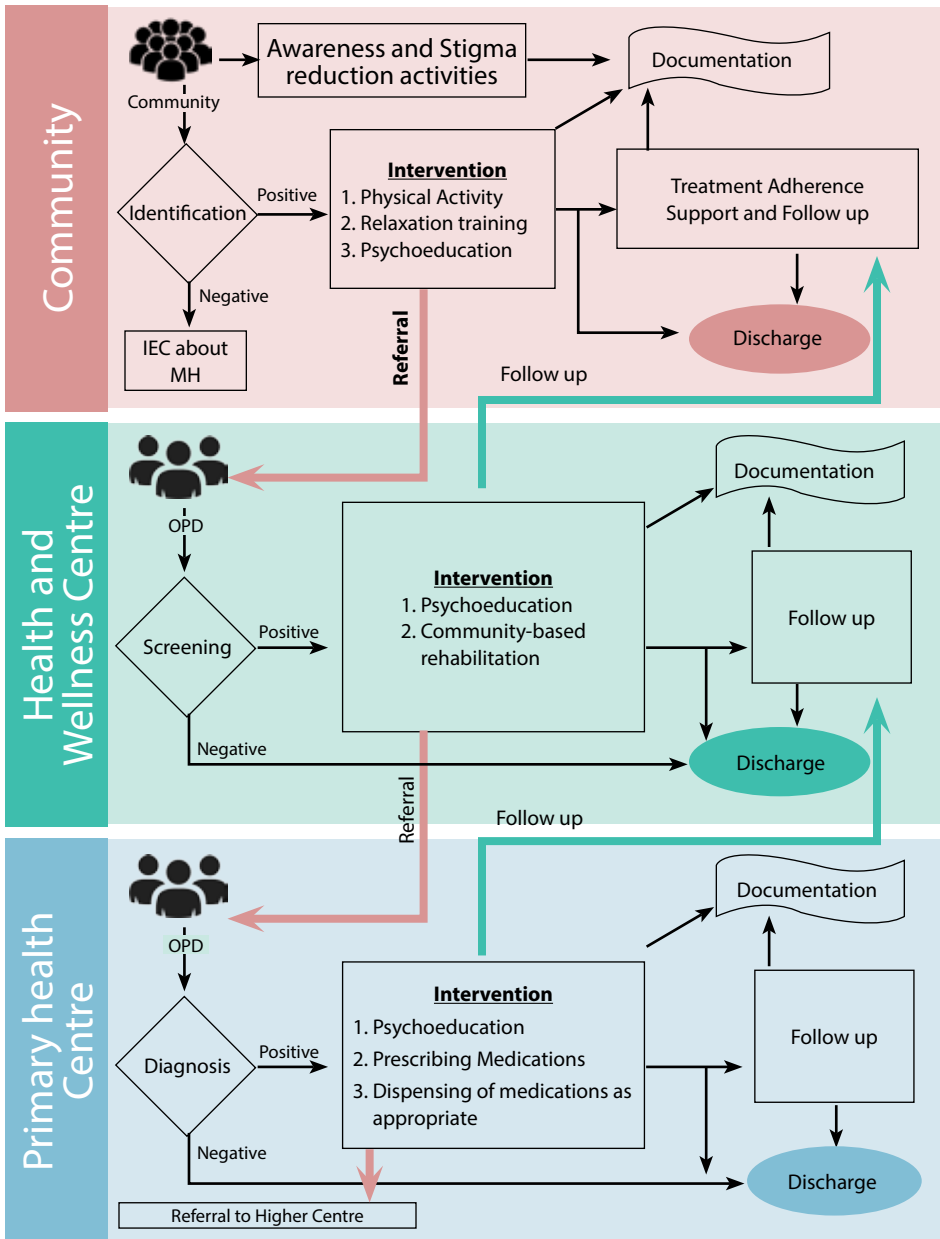 Community
Community
Awareness and Stigma
reduction activities
Documentation
Identification
Positive
Intervention
1. Physical Activity
2. Relaxation training
3. Psychoeducation
Treatment Adherence
Support and Follow up
Negative
IEC about
MH
Referral
Discharge
Follow up
Health and
Wellness Centre
OPD
Documentation
Screening
Positive
Intervention
1. Psychoeducation
2. Community-based
rehabilitation
Follow up
Negative
Discharge
Referral
Follow up
Primary health
Centre
OPD
Documentation
Diagnosis
Positive
Intervention
1. Psychoeducation
2. Prescribing Medications
3. Dispensing of medications as
appropriate
Follow up
Negative
Discharge
Referral to Higher Centre